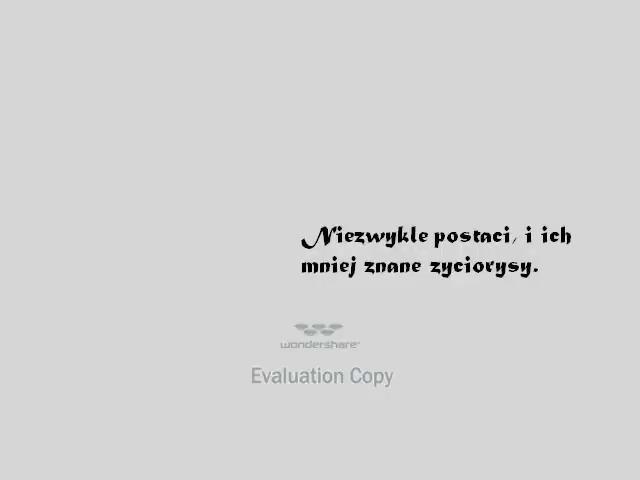 Niezwykle postaci, i ich
mniej znane zyciorysy.
wondershare
Evaluation Copy